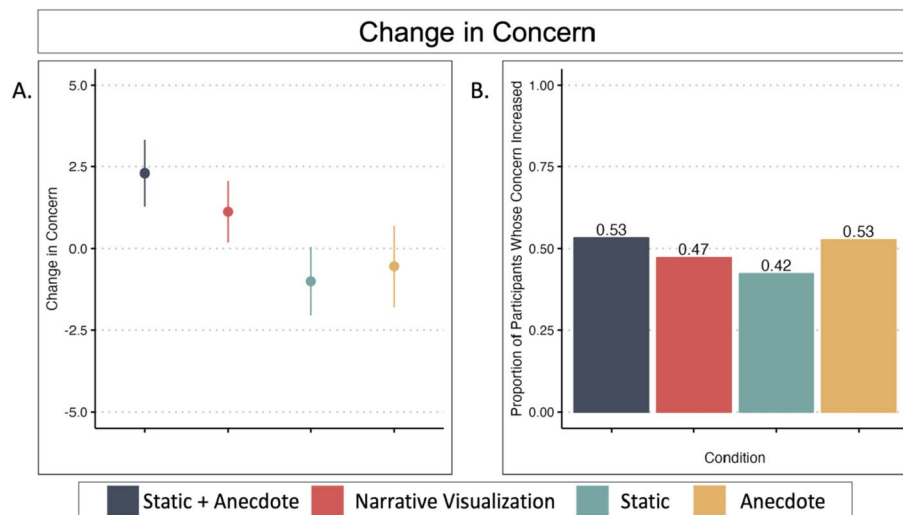 Change in Concern
A.
Change in Concern
5.0
2.5
0.0
-2.5
-5.0
B.
Proportion of Participants Whose Concern Increased
1.00
0.75
0.50
0.25
0.00
0.53
0.47
0.42
0.53
Condition
Static + Anecdote
Narrative Visualization
Static
Anecdote